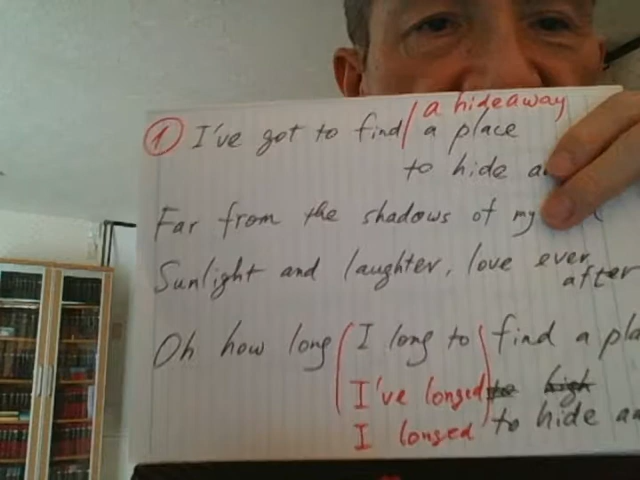 1 I've got to find / a hideaway
a place
to hide
Far from the shadows of my
Sunlight and laughter, love ever
after
Oh how long ( I long to ( find a
I've longed
I longed to hide